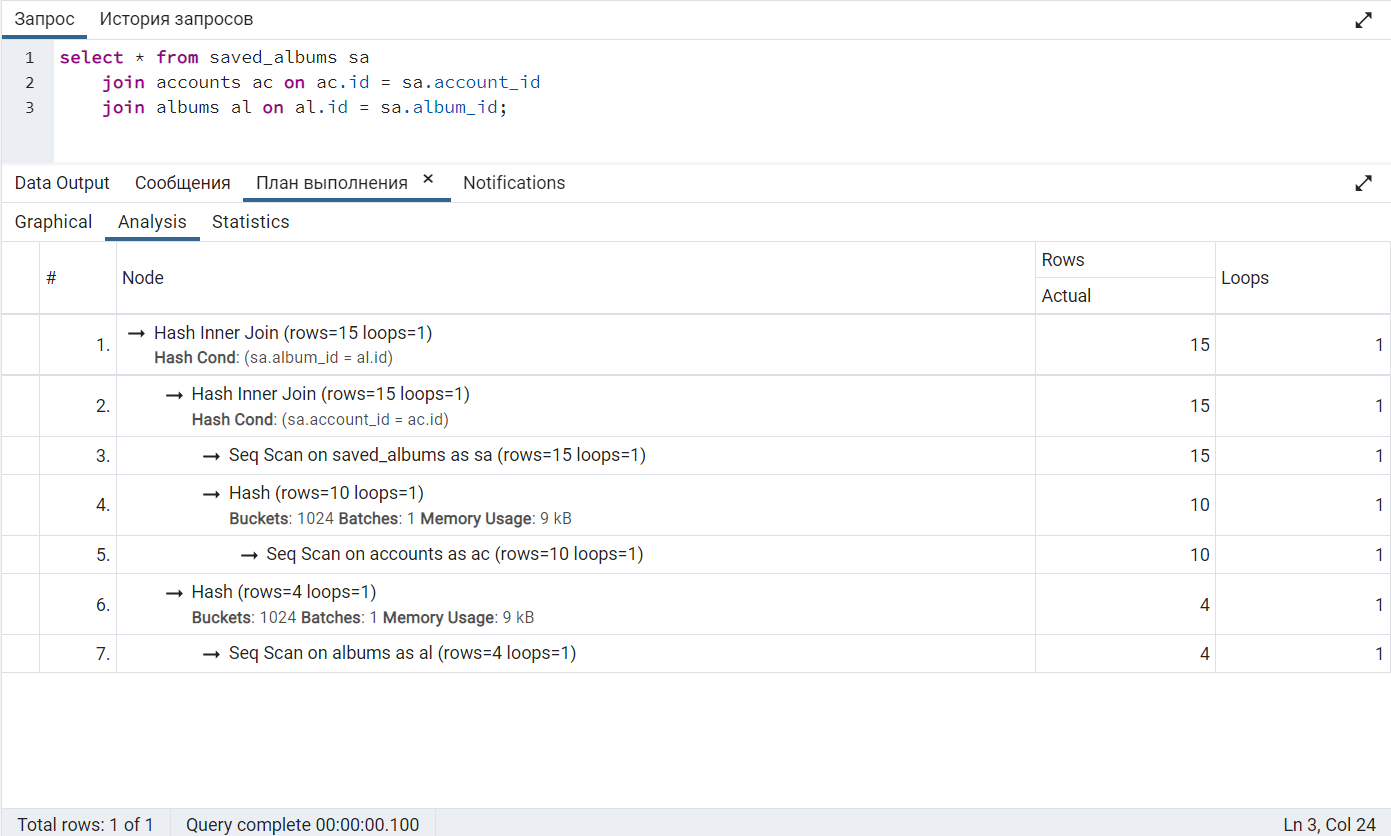 Запрос История запросов
1 select * from saved_albums sa
2 join accounts ac on ac.id = sa.account_id
3 join albums al on al.id = sa.album_id;
Data Output Сообщения План выполнения × Notifications
Graphical Analysis Statistics
# Node Rows Loops
Actual
1. → Hash Inner Join (rows=15 loops=1) 15 1
Hash Cond: (sa.album_id = al.id)
2. → Hash Inner Join (rows=15 loops=1) 15 1
Hash Cond: (sa.account_id = ac.id)
3. → Seq Scan on saved_albums as sa (rows=15 loops=1) 15 1
4. → Hash (rows=10 loops=1) 10 1
Buckets: 1024 Batches: 1 Memory Usage: 9 kB
5. → Seq Scan on accounts as ac (rows=10 loops=1) 10 1
6. → Hash (rows=4 loops=1) 4 1
Buckets: 1024 Batches: 1 Memory Usage: 9 kB
7. → Seq Scan on albums as al (rows=4 loops=1) 4 1
Total rows: 1 of 1 Query complete 00:00:00.100 Ln 3, Col 24